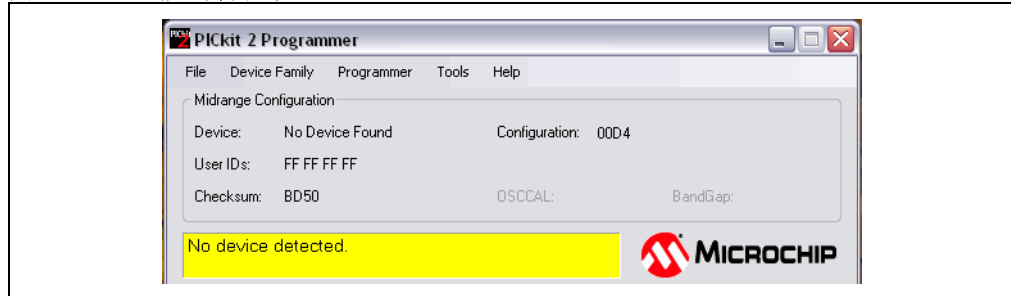 PICkit 2 Programmer
File Device Family Programmer Tools Help
Midrange Configuration
Device: No Device Found Configuration: 00D4
User IDs: FF FF FF FF
Checksum: BD50 OSCCAL: BandGap:
No device detected.
MICROCHIP